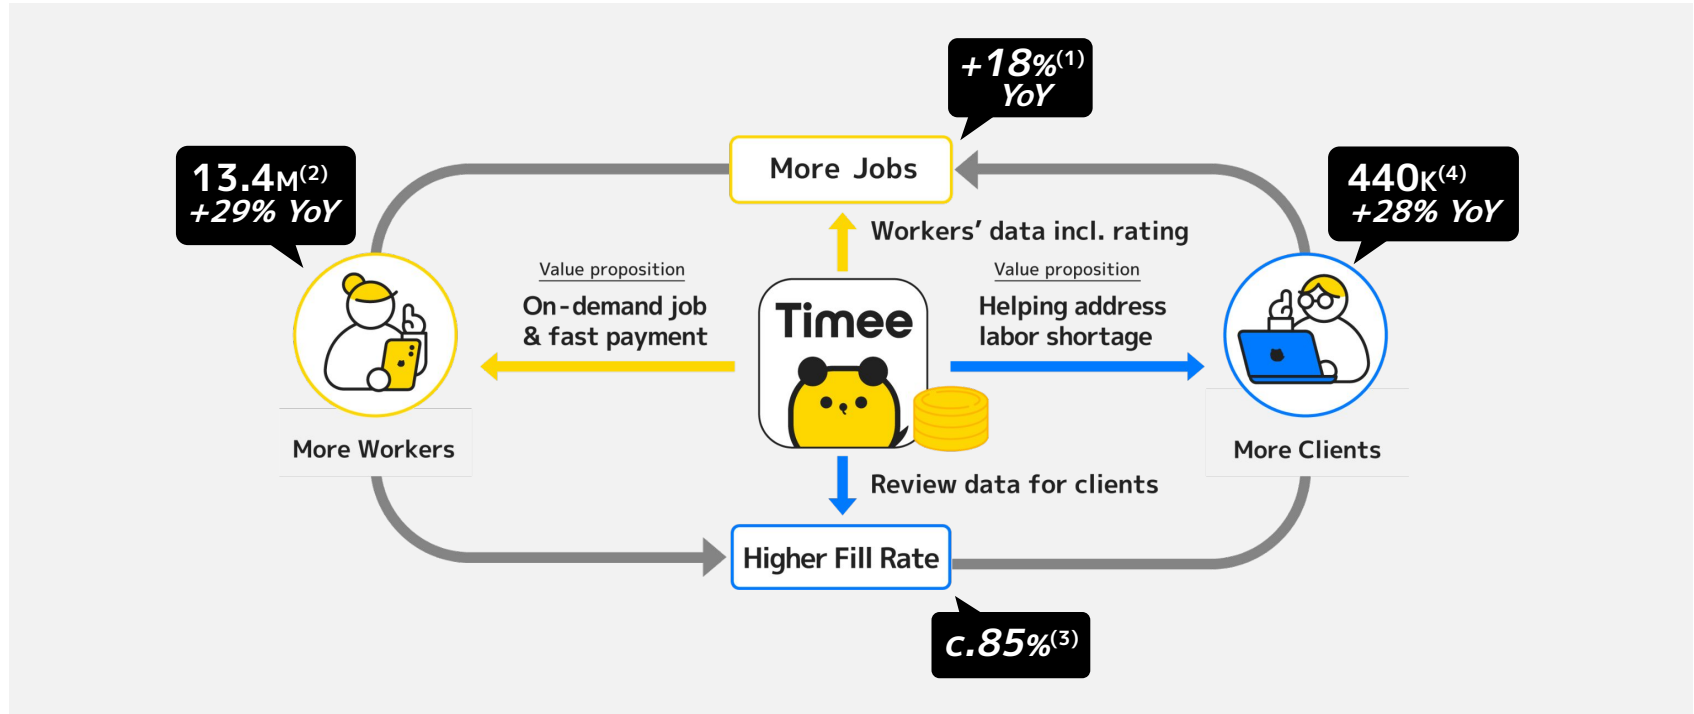 +18%(1)
YoY
More Jobs
13.4M(2)
+29% YoY
440K(4)
+28% YoY
Workers’ data incl. rating
Value proposition
On-demand job
& fast payment
Value proposition
Helping address
labor shortage
Timee
More Workers
More Clients
Review data for clients
Higher Fill Rate
c.85%(3)